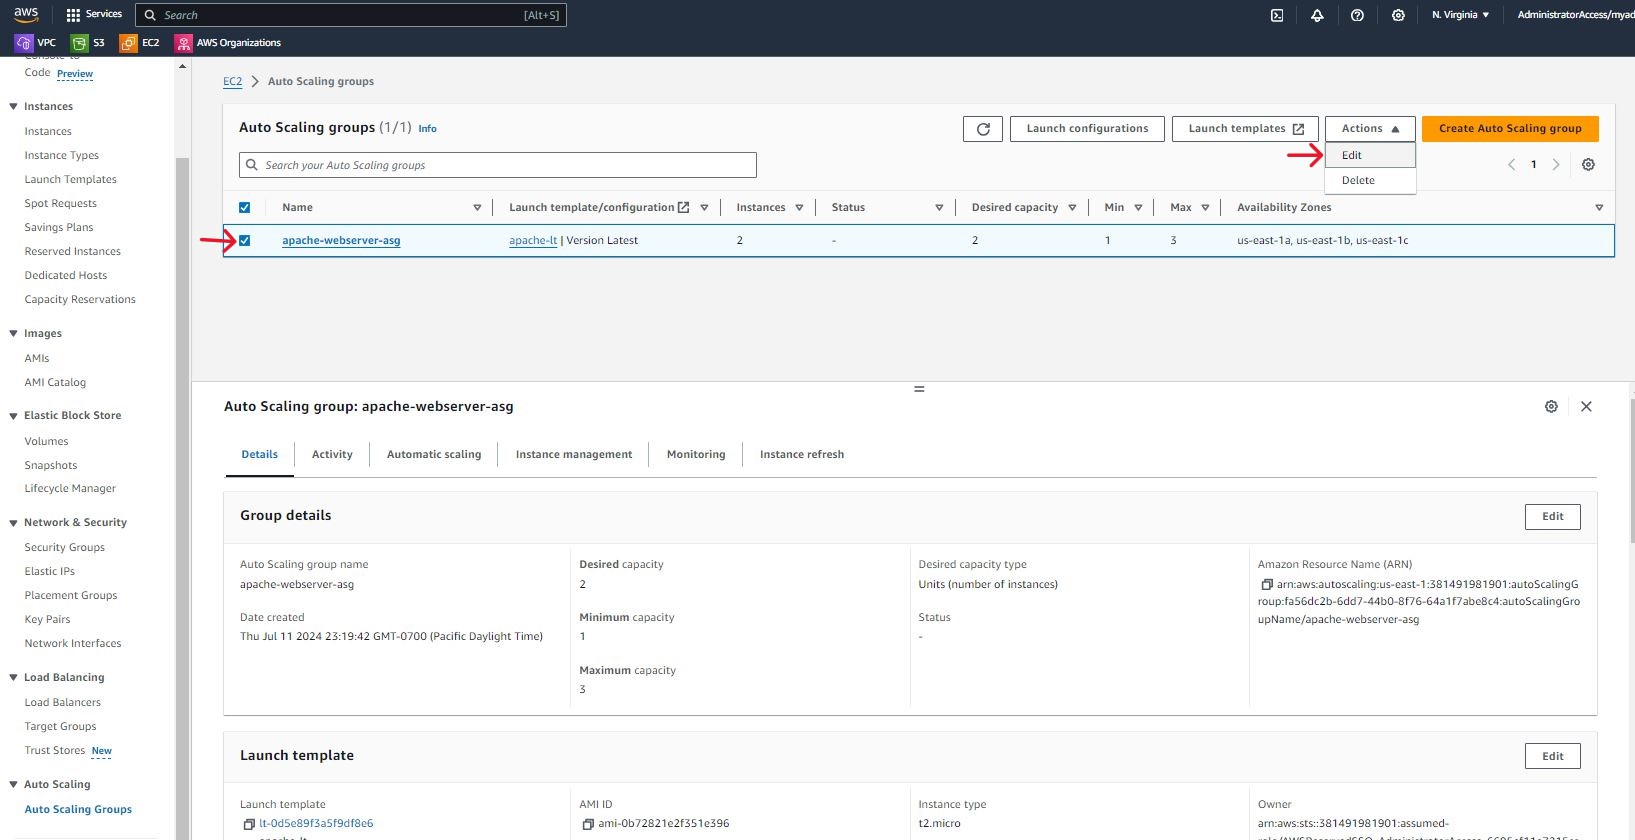 aws
Services
Search
[Alt+S]
N. Virginia
AdministratorAccess/myad
VPC
S3
EC2
AWS Organizations
Console-to-
Code Preview
Instances
Instances
Instance Types
Launch Templates
Spot Requests
Savings Plans
Reserved Instances
Dedicated Hosts
Capacity Reservations
Images
AMIs
AMI Catalog
Elastic Block Store
Volumes
Snapshots
Lifecycle Manager
Network & Security
Security Groups
Elastic IPs
Placement Groups
Key Pairs
Network Interfaces
Load Balancing
Load Balancers
Target Groups
Trust Stores New
Auto Scaling
Auto Scaling Groups
EC2 > Auto Scaling groups
Auto Scaling groups (1/1) Info
Launch configurations
Launch templates
Actions
Create Auto Scaling group
Edit
Delete
Search your Auto Scaling groups
1
Name Launch template/configuration Instances Status Desired capacity Min Max Availability Zones
apache-webserver-asg apache-lt | Version Latest 2 - 2 1 3 us-east-1a, us-east-1b, us-east-1c
Auto Scaling group: apache-webserver-asg
Details Activity Automatic scaling Instance management Monitoring Instance refresh
Group details
Edit
Auto Scaling group name
apache-webserver-asg
Date created
Thu Jul 11 2024 23:19:42 GMT-0700 (Pacific Daylight Time)
Desired capacity
2
Minimum capacity
1
Maximum capacity
3
Desired capacity type
Units (number of instances)
Status
-
Amazon Resource Name (ARN)
arn:aws:autoscaling:us-east-1:381491981901:autoScalingG
roup:fa56dc2b-6dd7-44b0-8f76-64a1f7abe8c4:autoScalingGro
upName/apache-webserver-asg
Launch template
Edit
Launch template
lt-0d5e89f3a5f9df8e6
apache-lt
AMI ID
ami-0b72821e2f351e396
Instance type
t2.micro
Owner
arn:aws:sts::381491981901:assumed-